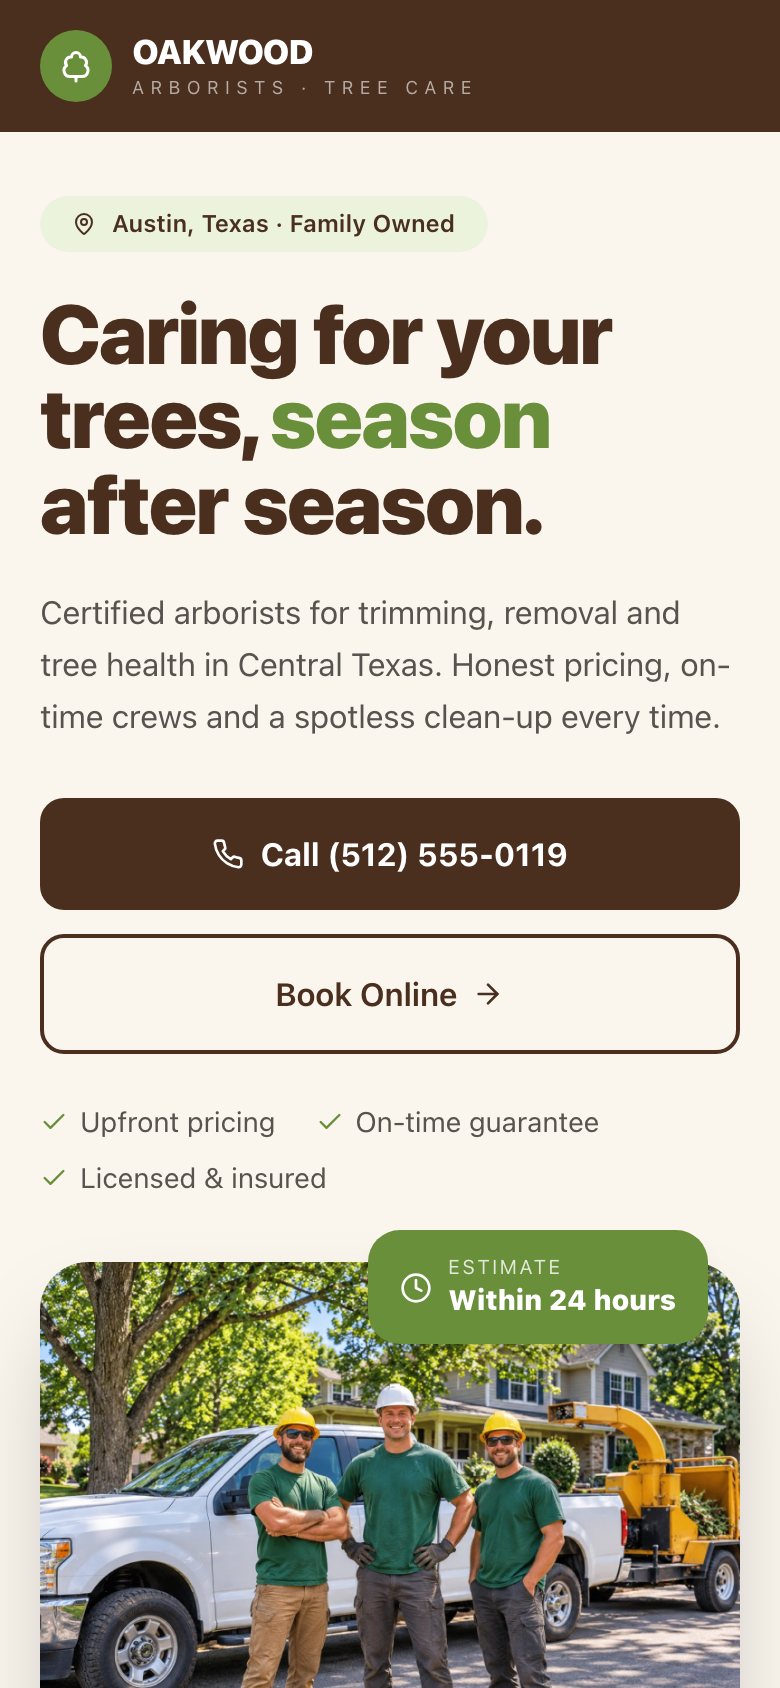 OAKWOOD
ARBORISTS · TREE CARE
Austin, Texas · Family Owned
Caring for your
trees, season
after season.
Certified arborists for trimming, removal and
tree health in Central Texas. Honest pricing, on-
time crews and a spotless clean-up every time.
Call (512) 555-0119
Book Online
Upfront pricing
On-time guarantee
Licensed & insured
ESTIMATE
Within 24 hours